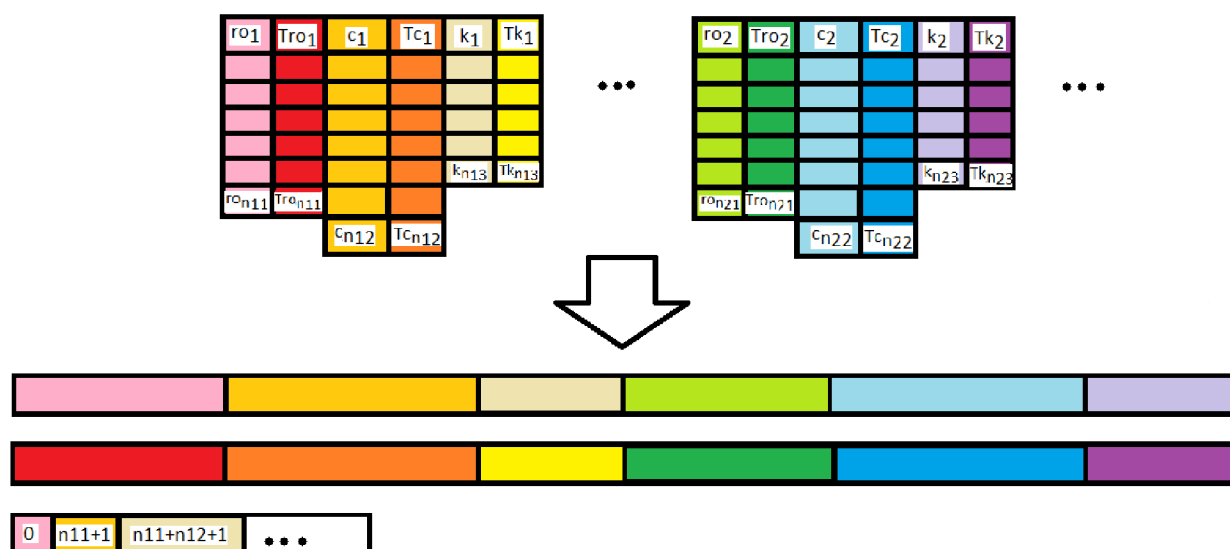 ro1 Tro1 c1 Tc1 k1 Tk1 ... ro2 Tro2 c2 Tc2 k2 Tk2 ...
kn13 Tkn13 kn23 Tkn23
ron11 Tron11 ron21 Tron21
cn12 Tcn12 cn22 Tcn22
0 n11+1 n11+n12+1 ...